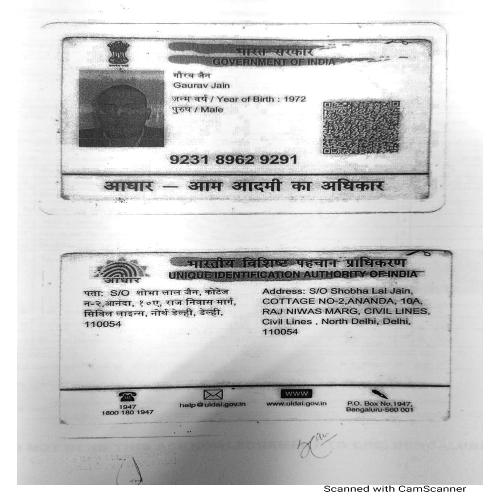 भारत सरकार
GOVERNMENT OF INDIA
गौरव जैन
Gaurav Jain
जन्म वर्ष / Year of Birth : 1972
पुरुष / Male
9231 8962 9291
आधार — आम आदमी का अधिकार
भारतीय विशिष्ट पहचान प्राधिकरण
UNIQUE IDENTIFICATION AUTHORITY OF INDIA
आधार
पता: S/O शोभा लाल जैन, कोटेज
न-२,आनंदा, १०ए, राज निवास मार्ग,
सिविल लाइन्स, नोर्थ डेल्ही, डेल्ही,
110054
Address: S/O Shobha Lal Jain,
COTTAGE NO-2,ANANDA, 10A,
RAJ NIWAS MARG, CIVIL LINES,
Civil Lines , North Delhi, Delhi,
110054
1947
1800 180 1947
help@uidai.gov.in
www
www.uidai.gov.in
P.O. Box No.1947,
Bengaluru-560 001
Scanned with CamScanner